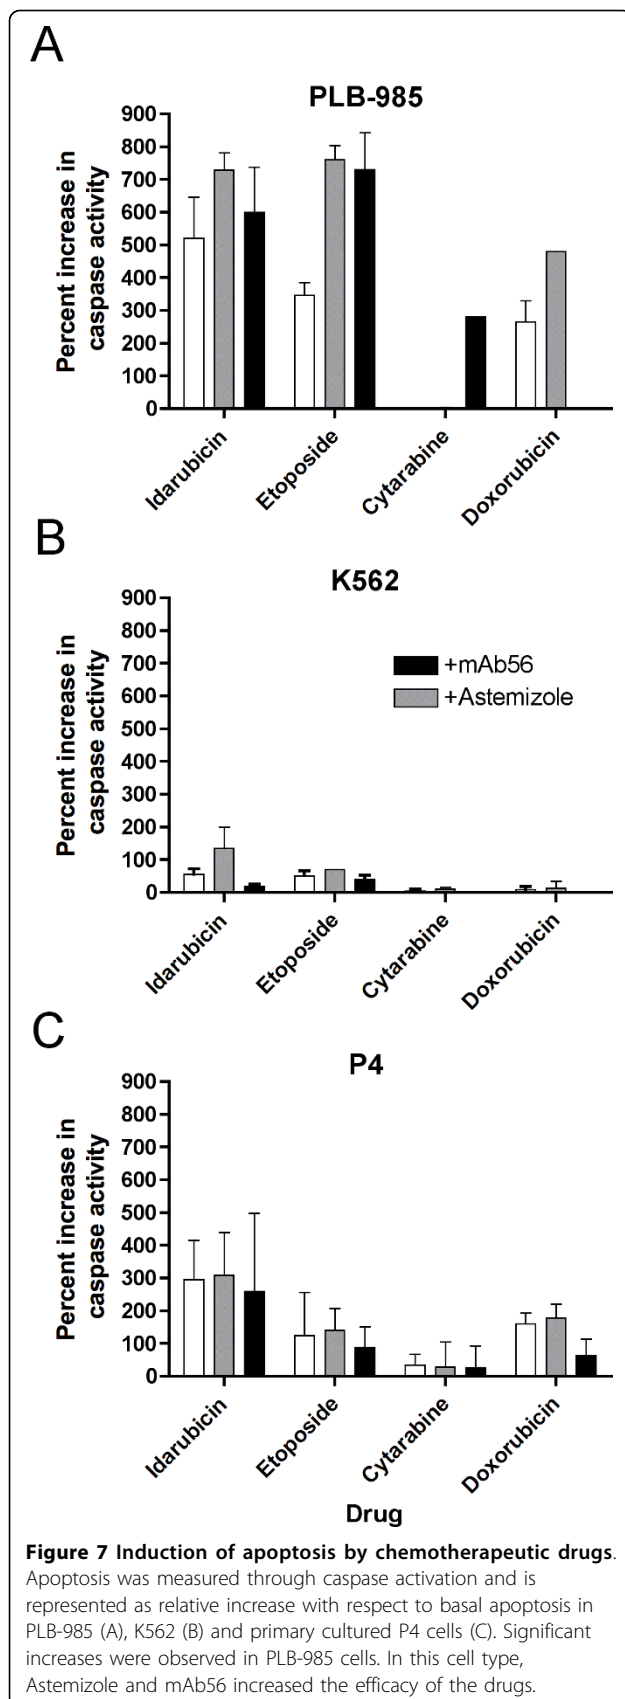 A
PLB-985
Percent increase in
caspase activity
900
800
700
600
500
400
300
200
100
0
Idarubicin
Etoposide
Cytarabine
Doxorubicin
B
K562
Percent increase in
caspase activity
900
800
700
600
500
400
300
200
100
0
+mAb56
+Astemizole
Idarubicin
Etoposide
Cytarabine
Doxorubicin
C
P4
Percent increase in
caspase activity
900
800
700
600
500
400
300
200
100
0
Idarubicin
Etoposide
Cytarabine
Doxorubicin
Drug
Figure 7 Induction of apoptosis by chemotherapeutic drugs.
Apoptosis was measured through caspase activation and is
represented as relative increase with respect to basal apoptosis in
PLB-985 (A), K562 (B) and primary cultured P4 cells (C). Significant
increases were observed in PLB-985 cells. In this cell type,
Astemizole and mAb56 increased the efficacy of the drugs.